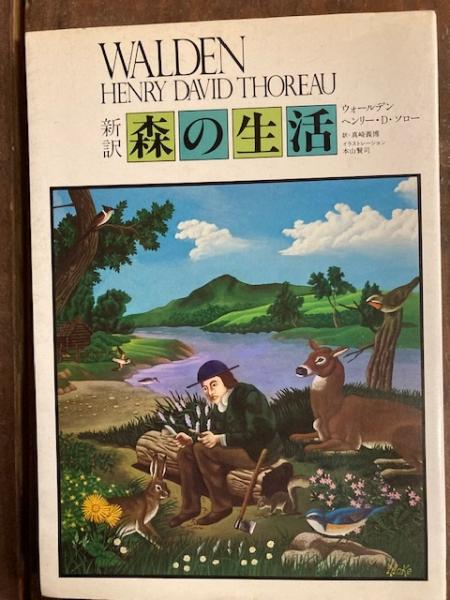 WALDEN
HENRY DAVID THOREAU
新訳 森の生活
ウォールデン
ヘンリー・D・ソロー
訳・真崎義博
イラストレーション
本山賢司